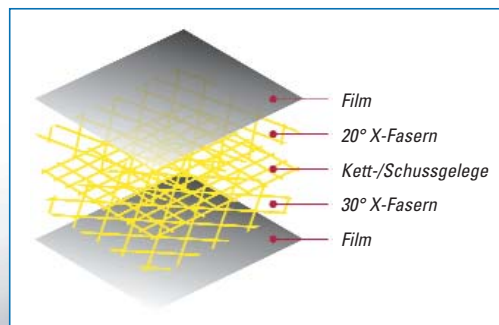 Film
20° X-Fasern
Kett-/Schussgelege
30° X-Fasern
Film